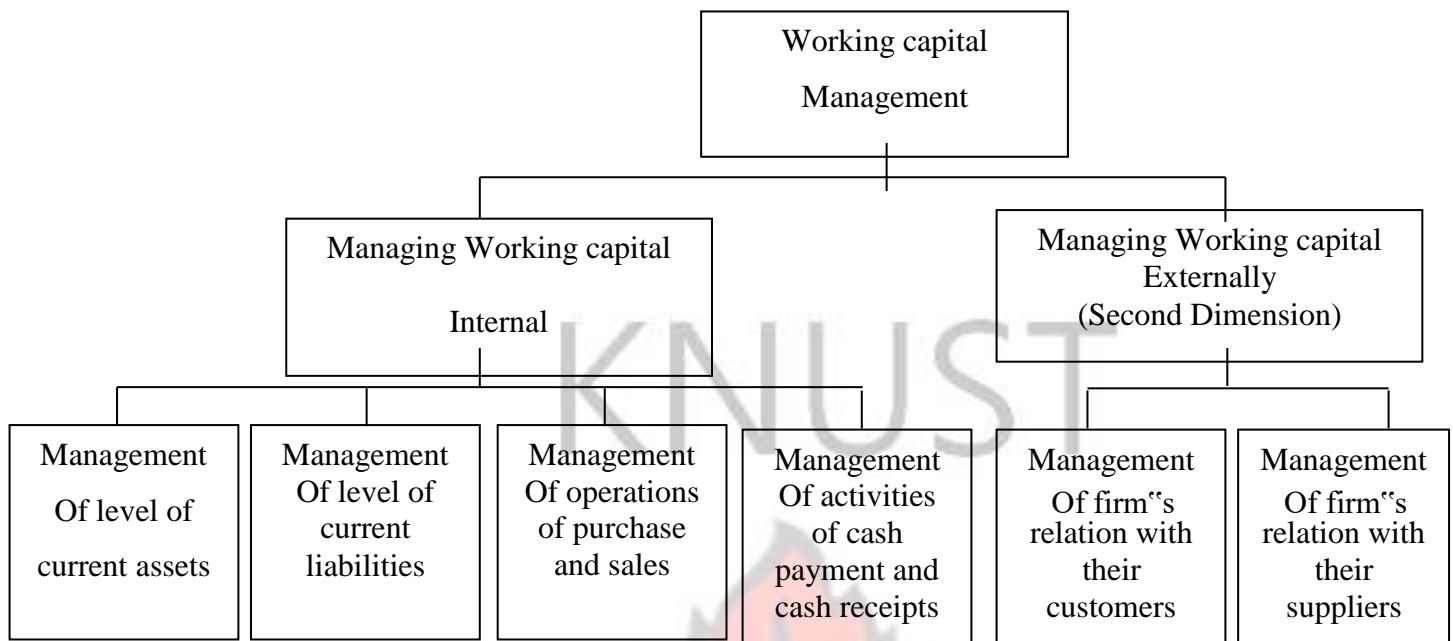 Working capital
Management
Managing Working capital
Internal
Managing Working capital
Externally
(Second Dimension)
KNUST
Management
Of level of
current assets
Management
Of level of
current
liabilities
Management
Of operations
of purchase
and sales
Management
Of activities
of cash
payment and
cash receipts
Management
Of firm‟s
relation with
their
customers
Management
Of firm‟s
relation with
their
suppliers